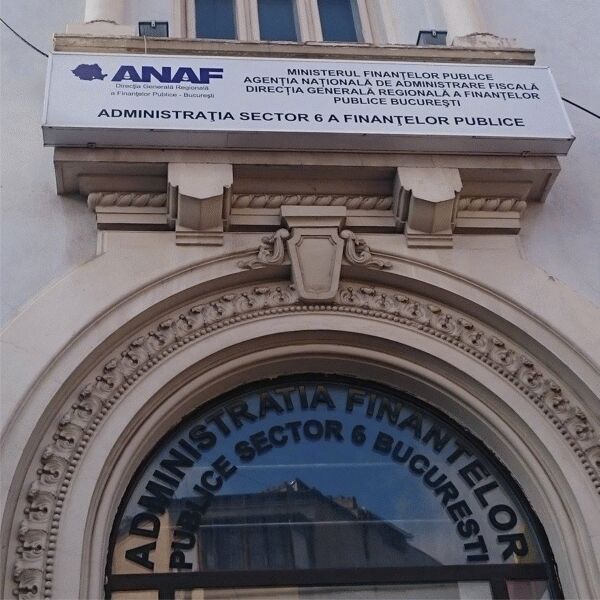 ANAF
Direcția Generală Regională
a Finanțelor Publice - București
MINISTERUL FINANȚELOR PUBLICE
AGENȚIA NAȚIONALĂ DE ADMINISTRARE FISCALĂ
DIRECȚIA GENERALĂ REGIONALĂ A FINANȚELOR
PUBLICE BUCUREȘTI
ADMINISTRAȚIA SECTOR 6 A FINANȚELOR PUBLICE
ADMINISTRATIA FINANTELOR
PUBLICE SECTOR 6 BUCURESTI